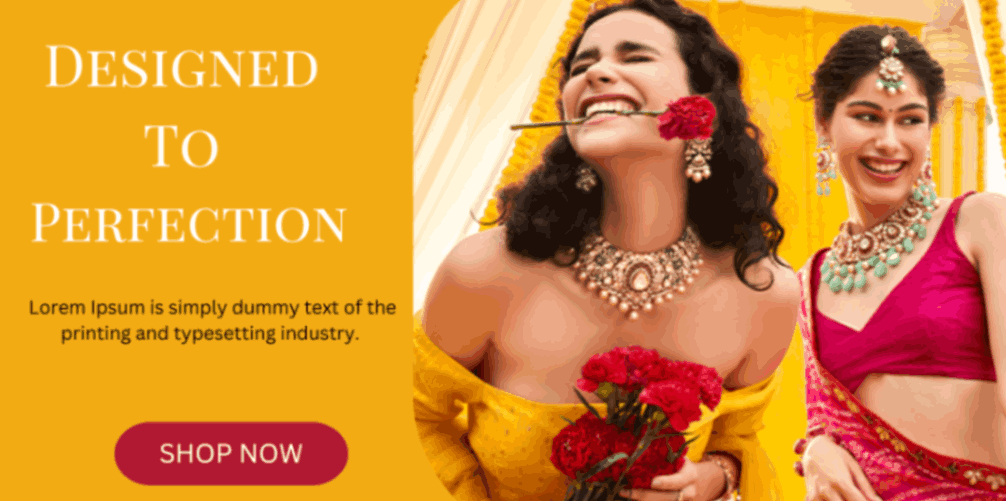 Designed
To
Perfection
Lorem Ipsum is simply dummy text of the
printing and typesetting industry.
SHOP NOW